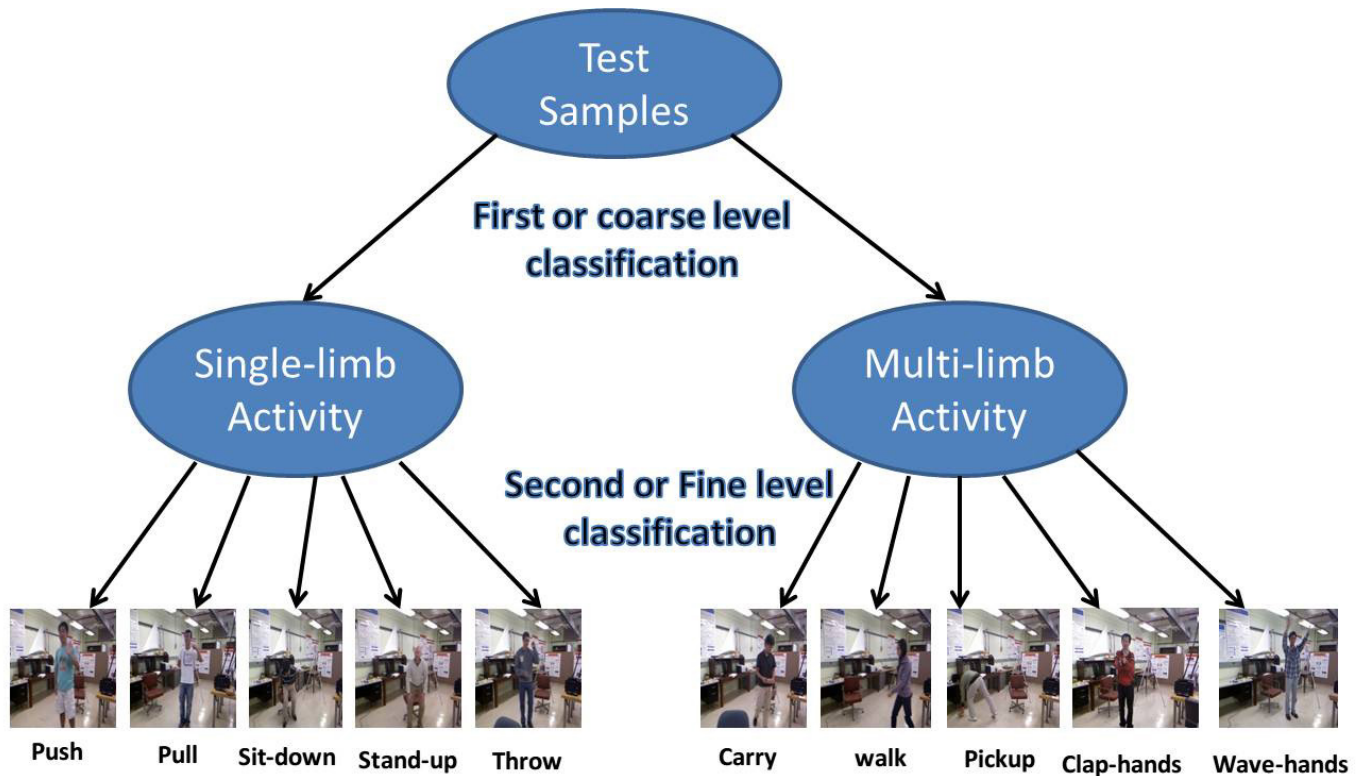 Test
Samples
First or coarse level
classification
Single-limb
Activity
Multi-limb
Activity
Second or Fine level
classification
Push
Pull
Sit-down
Stand-up
Throw
Carry
walk
Pickup
Clap-hands
Wave-hands